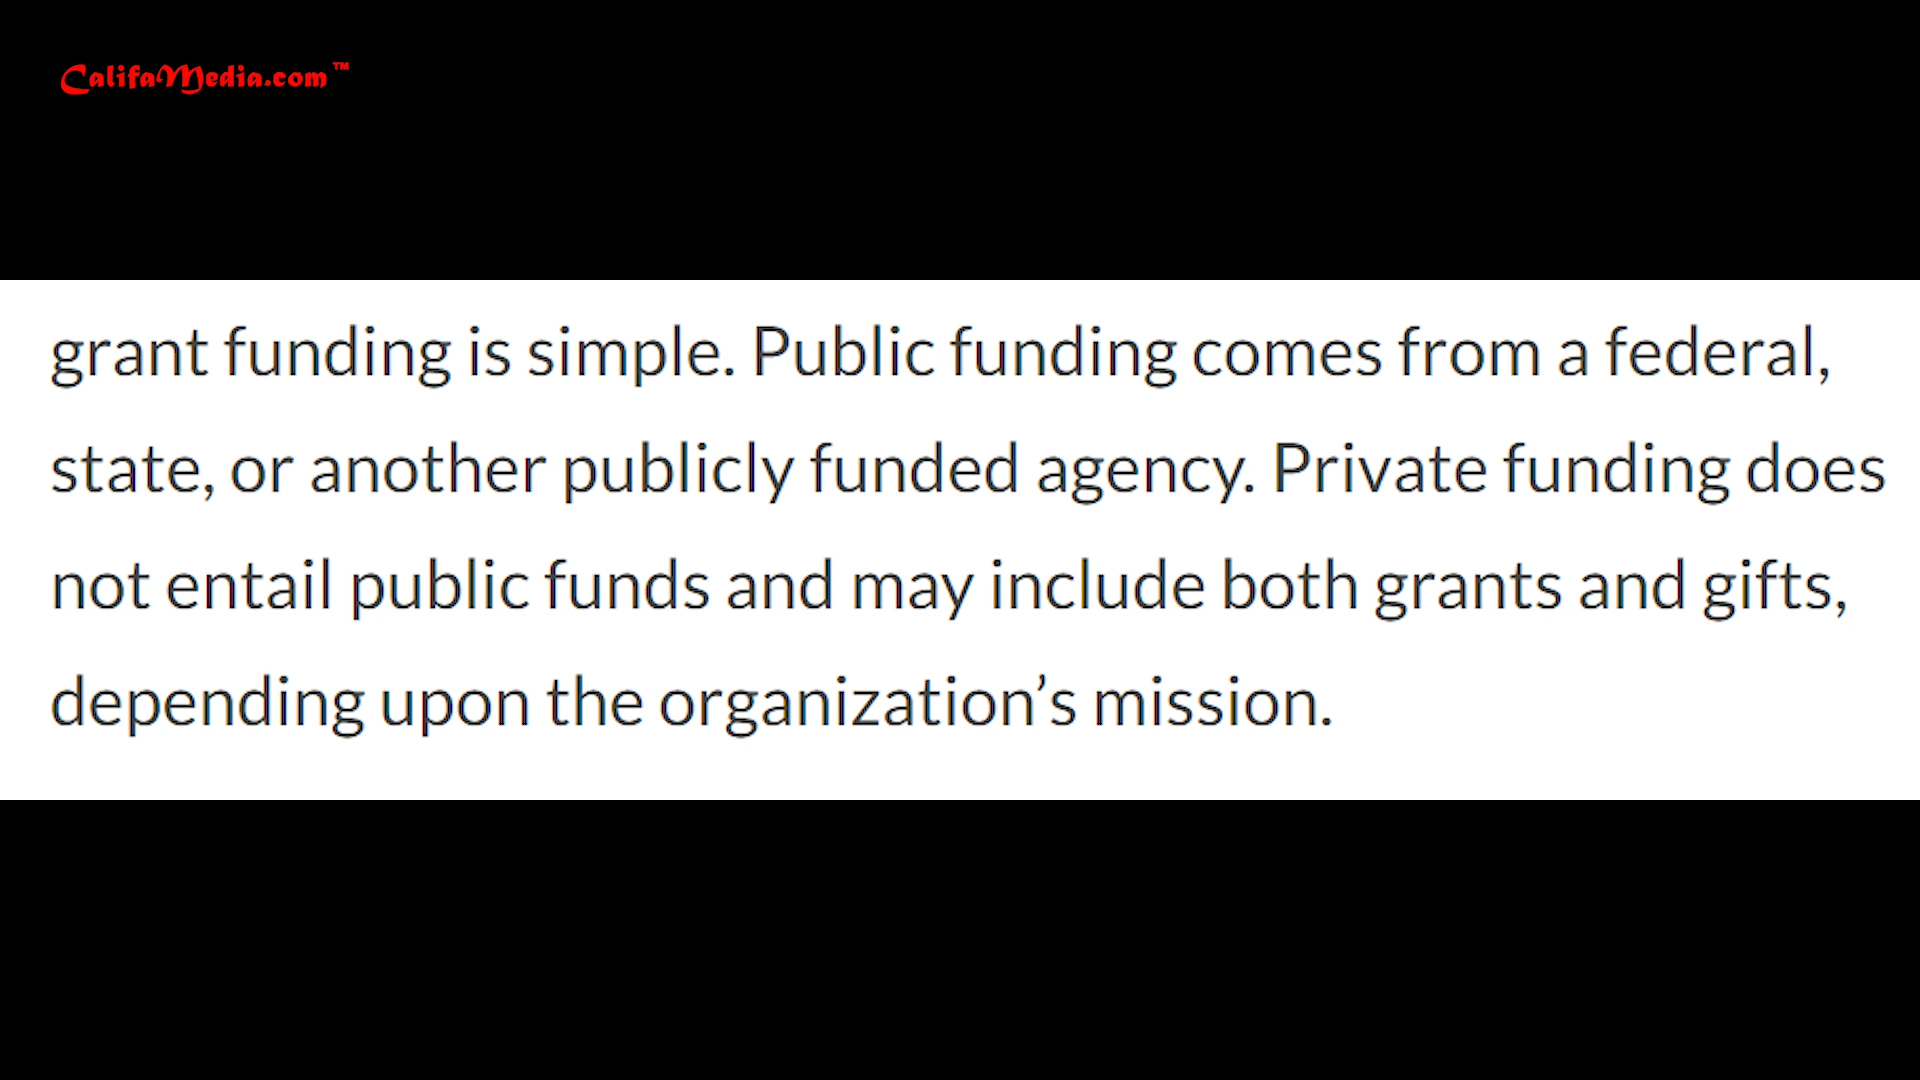 CalifaMedia.com™
grant funding is simple. Public funding comes from a federal,
state, or another publicly funded agency. Private funding does
not entail public funds and may include both grants and gifts,
depending upon the organization’s mission.